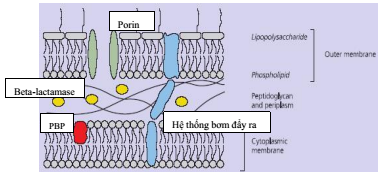 Porin
Lipopolysaccharide
Outer membrane
Phospholipid
Beta-lactamase
Peptidoglycan
and periplasm
PBP
Hệ thống bơm đẩy ra
Cytoplasmic
membrane